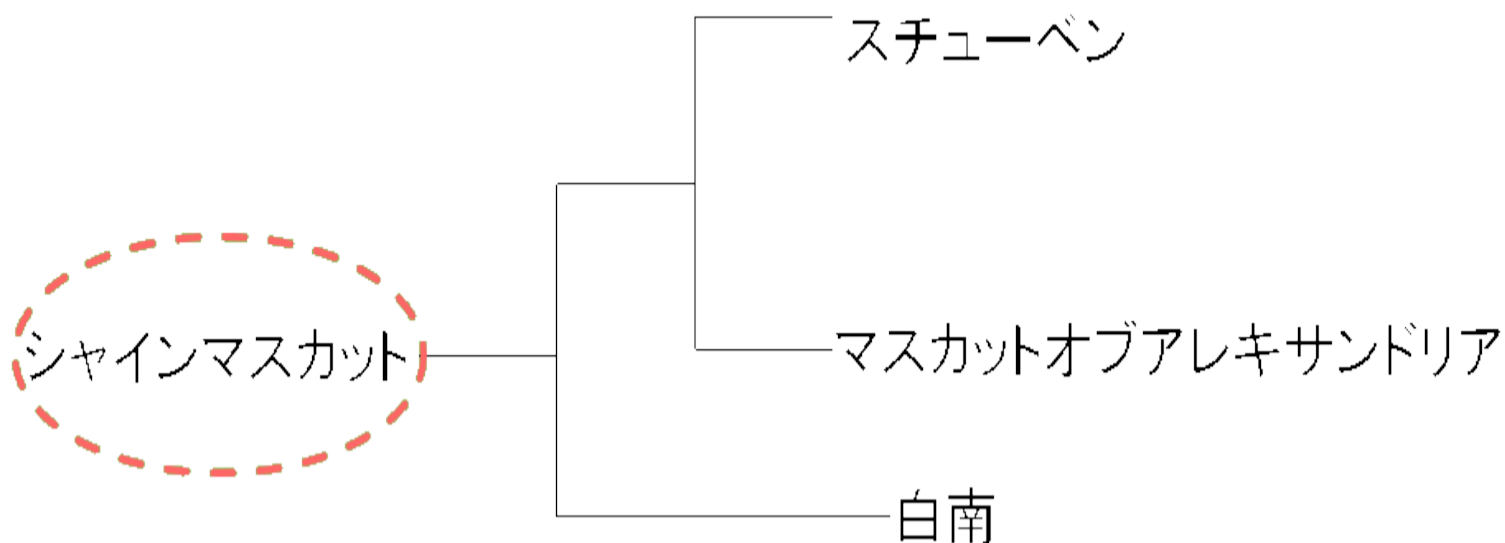 スチューベン
シャインマスカット
マスカットオブアレキサンドリア
白南